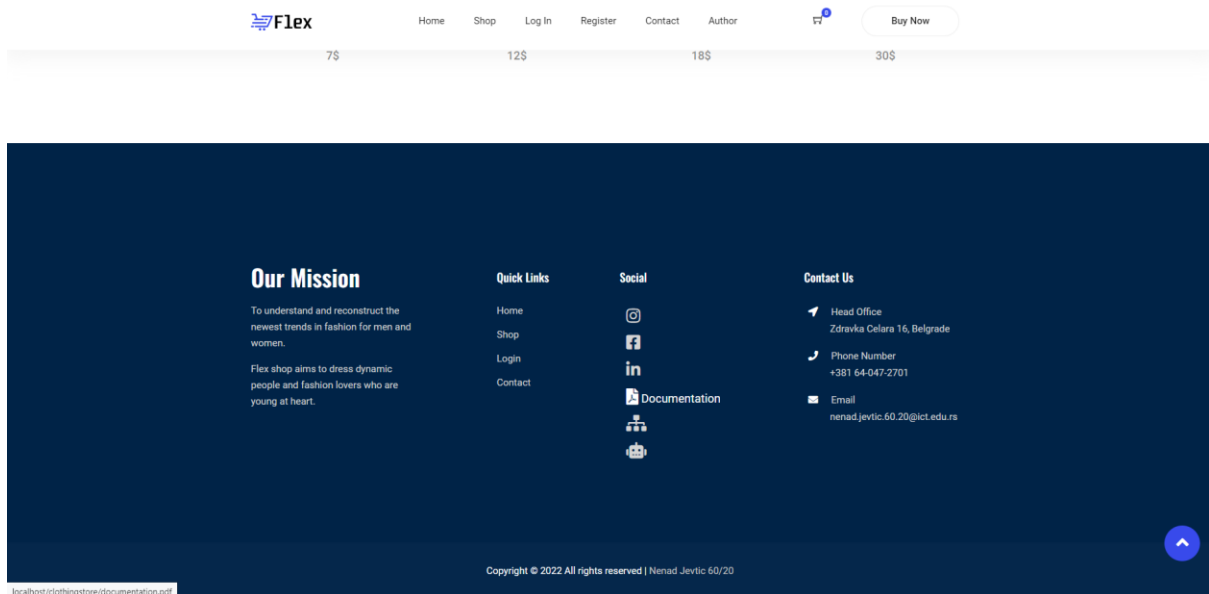 Flex
Home Shop Log In Register Contact Author 0 Buy Now
7$ 12$ 18$ 30$
Our Mission
To understand and reconstruct the
newest trends in fashion for men and
women.
Flex shop aims to dress dynamic
people and fashion lovers who are
young at heart.
Quick Links
Home
Shop
Login
Contact
Social
in
Documentation
Contact Us
Head Office
Zdravka Celara 16, Belgrade
Phone Number
+381 64-047-2701
Email
nenad.jevtic.60.20@ict.edu.rs
Copyright © 2022 All rights reserved | Nenad Jevtic 60/20
localhost/clothingstore/documentation.pdf